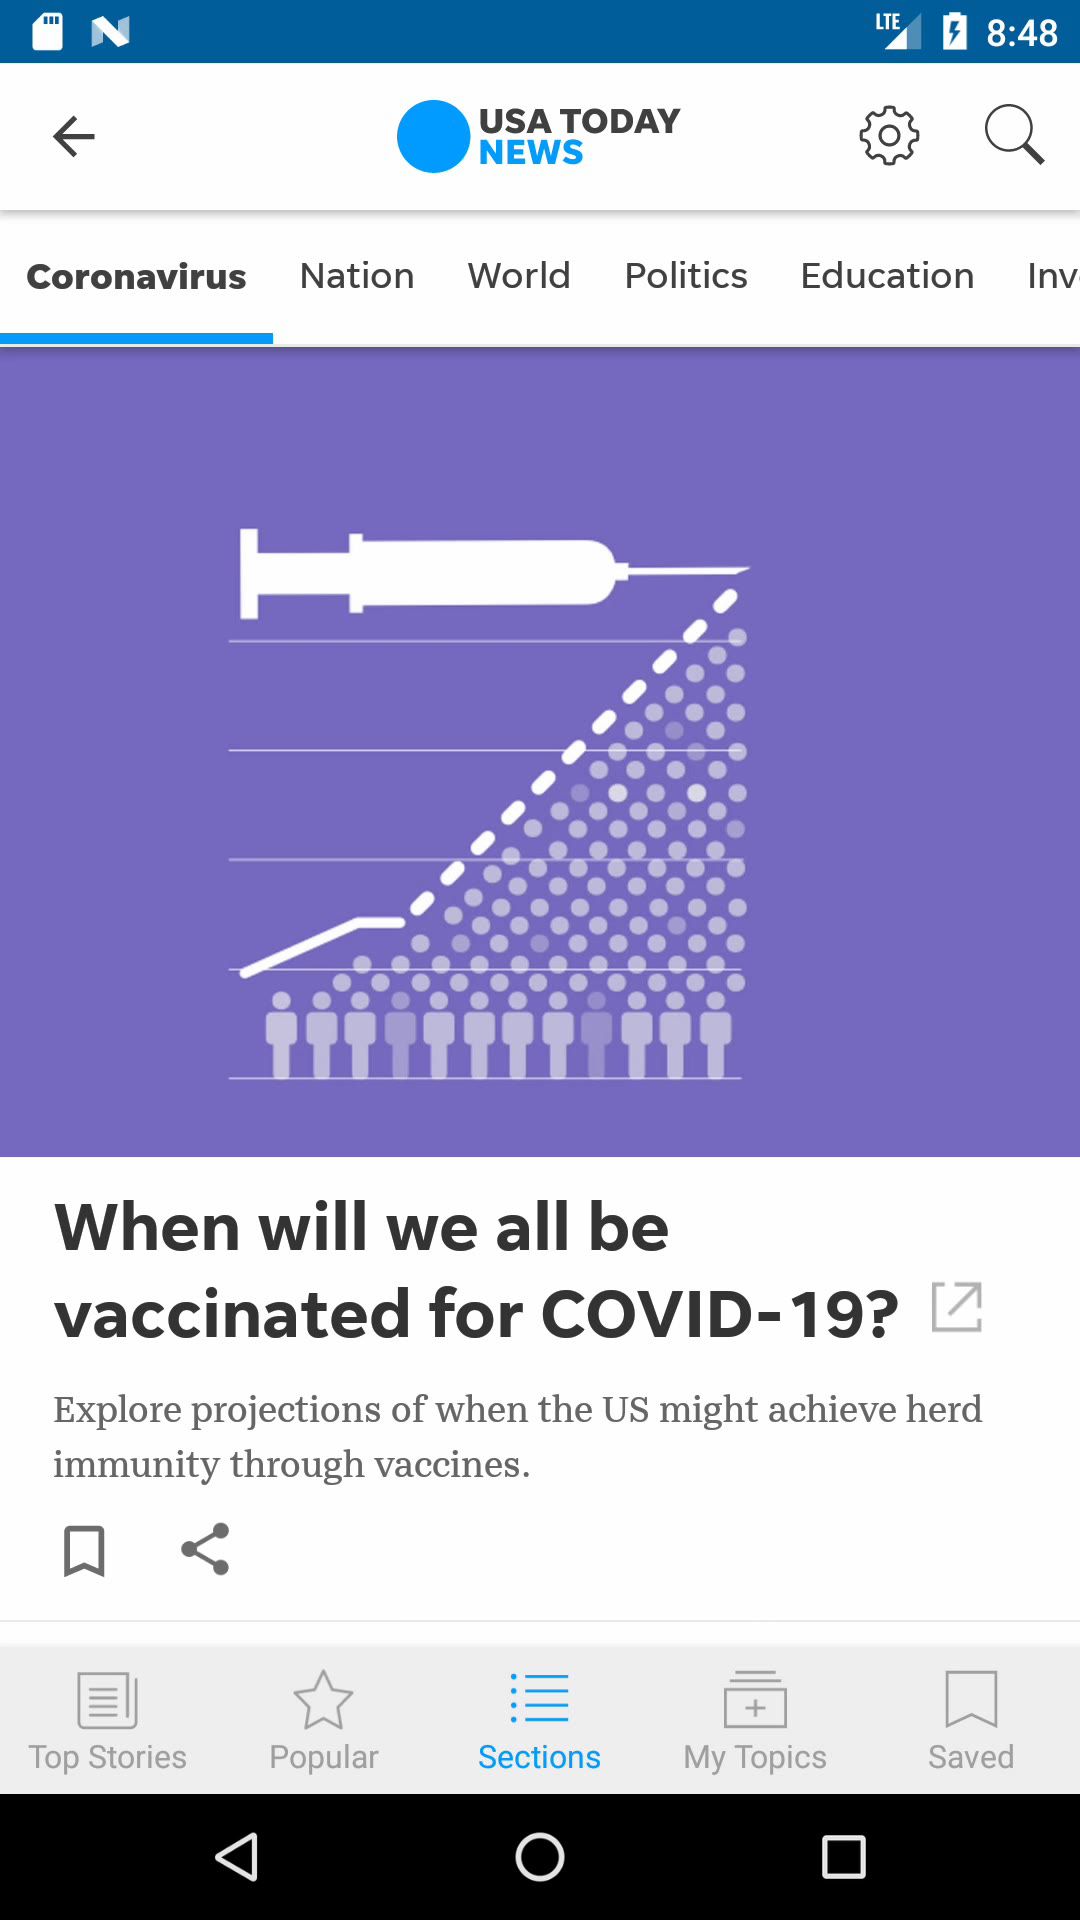 LTE 8:48
USA TODAY
NEWS
Coronavirus Nation World Politics Education Inv
When will we all be
vaccinated for COVID-19?
Explore projections of when the US might achieve herd
immunity through vaccines.
Top Stories Popular Sections My Topics Saved